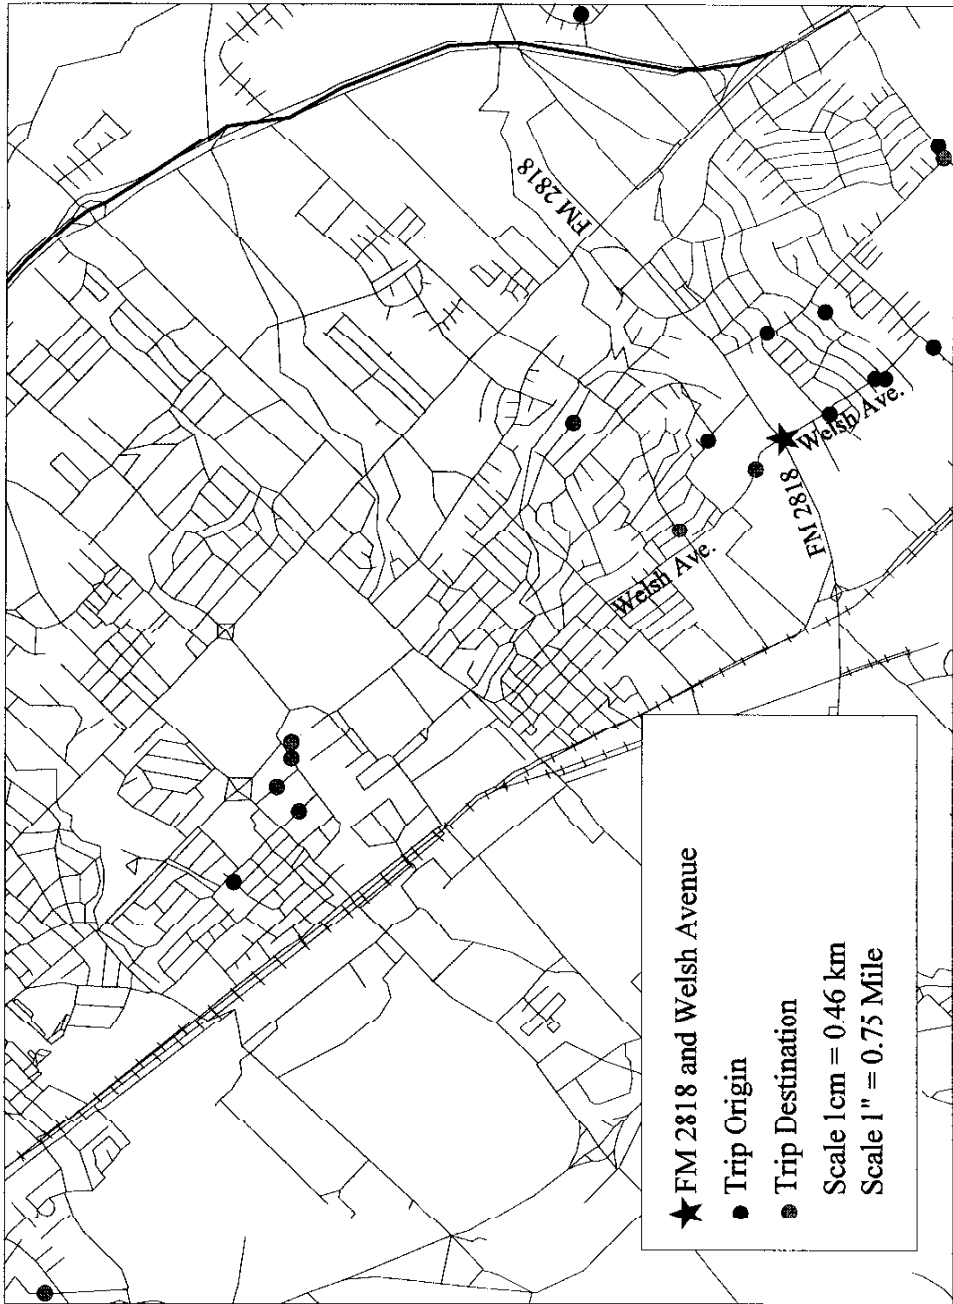 FM 2818
Welsh Ave.
FM 2818
Welsh Ave.
FM 2818 and Welsh Avenue
Trip Origin
Trip Destination
Scale 1cm = 0.46 km
Scale 1" = 0.75 Mile